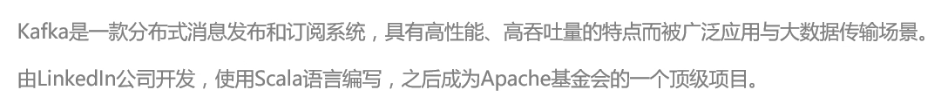 Kafka是一款分布式消息发布和订阅系统，具有高性能、高吞吐量的特点而被广泛应用与大数据传输场景。
由LinkedIn公司开发，使用Scala语言编写，之后成为Apache基金会的一个顶级项目。